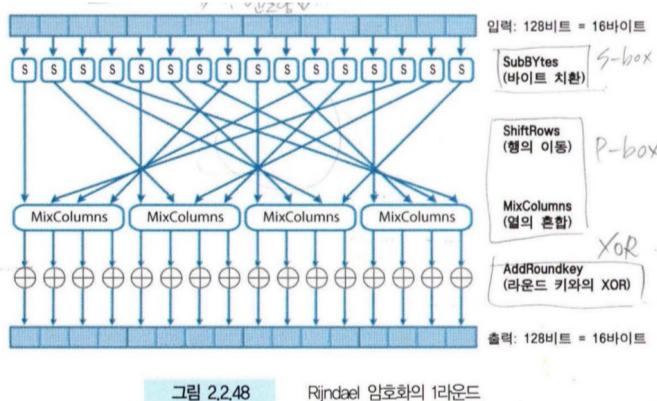 입력: 128비트 = 16바이트
S S S S S S S S S S S S S S S S
SubBYtes
(바이트 치환)
S-box
ShiftRows
(행의 이동)
P-box
MixColumns MixColumns MixColumns MixColumns
MixColumns
(열의 혼합)
XOR
AddRoundkey
(라운드 키와의 XOR)
출력: 128비트 = 16바이트
그림 2.2.48 Rijndael 암호화의 1라운드